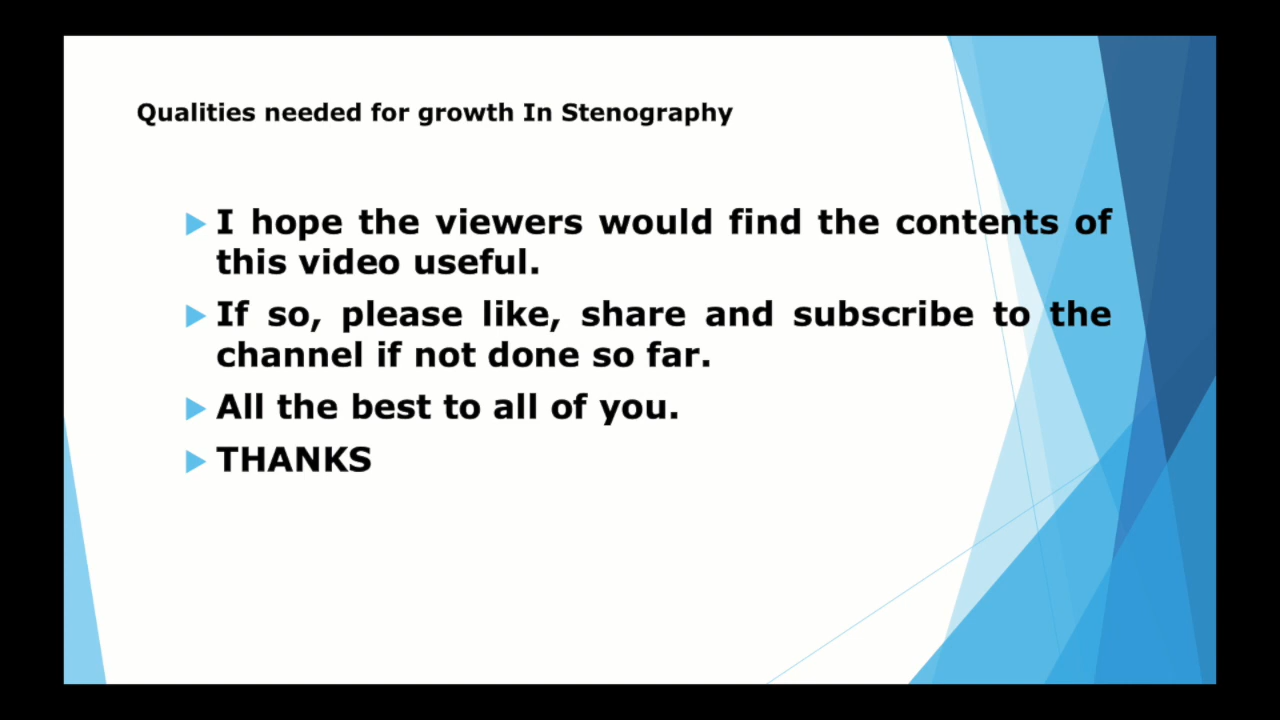 Qualities needed for growth In Stenography
I hope the viewers would find the contents of
this video useful.
If so, please like, share and subscribe to the
channel if not done so far.
All the best to all of you.
THANKS